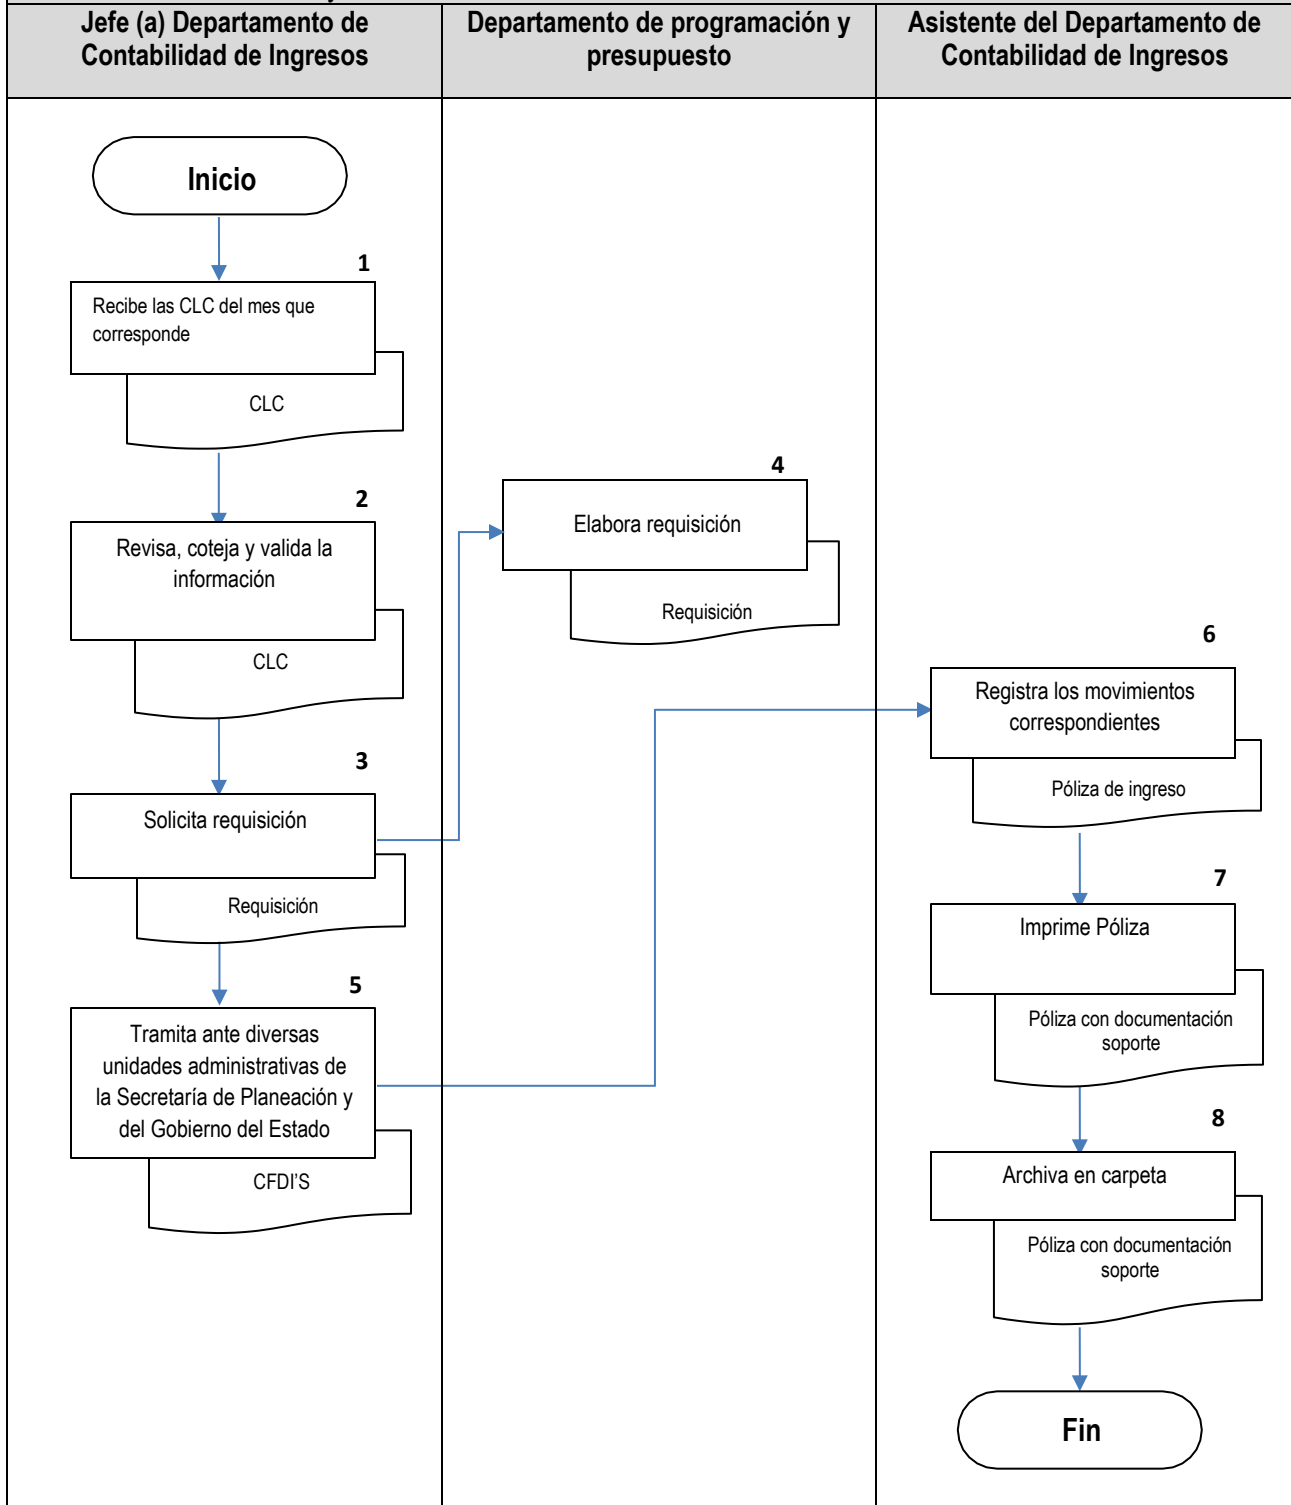 Jefe (a) Departamento de
Contabilidad de Ingresos
Departamento de programación y
presupuesto
Asistente del Departamento de
Contabilidad de Ingresos
Inicio
1
Recibe las CLC del mes que
corresponde
CLC
2
Revisa, coteja y valida la
información
CLC
3
Solicita requisición
Requisición
4
Elabora requisición
Requisición
5
Tramita ante diversas
unidades administrativas de
la Secretaría de Planeación y
del Gobierno del Estado
CFDI'S
6
Registra los movimientos
correspondientes
Póliza de ingreso
7
Imprime Póliza
Póliza con documentación
soporte
8
Archiva en carpeta
Póliza con documentación
soporte
Fin